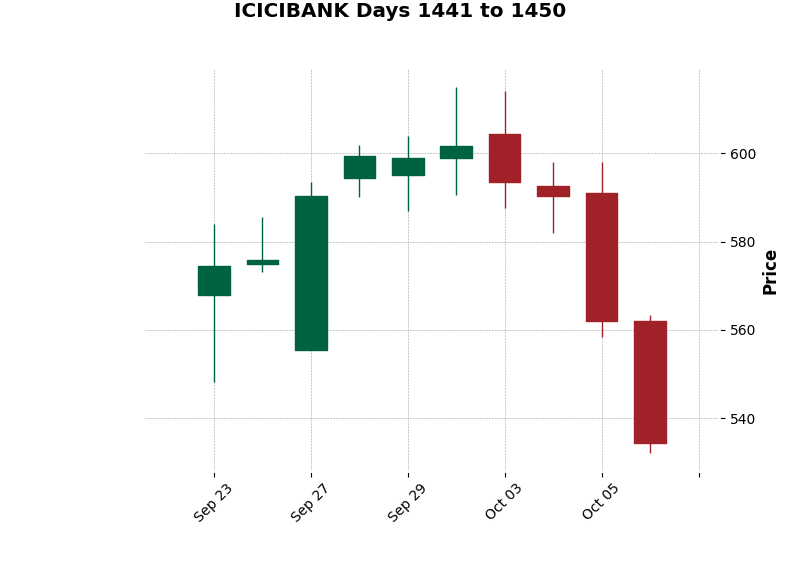 ICICIBANK Days 1441 to 1450
600
580
560
540
Price
Sep 23
Sep 27
Sep 29
Oct 03
Oct 05